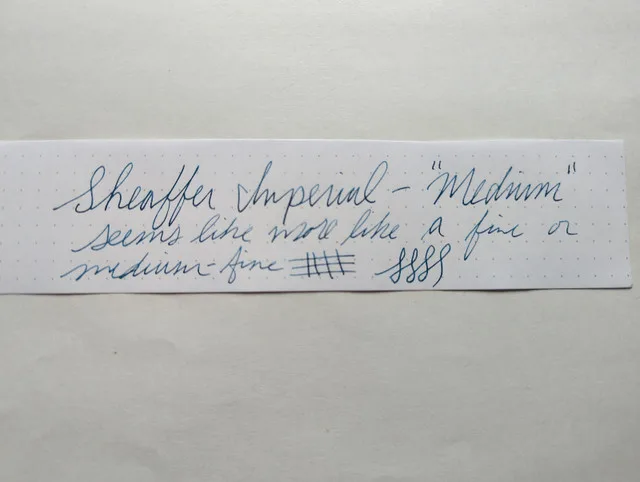 Sheaffer Imperial – "Medium"
seems like more like a fine or
medium-fine